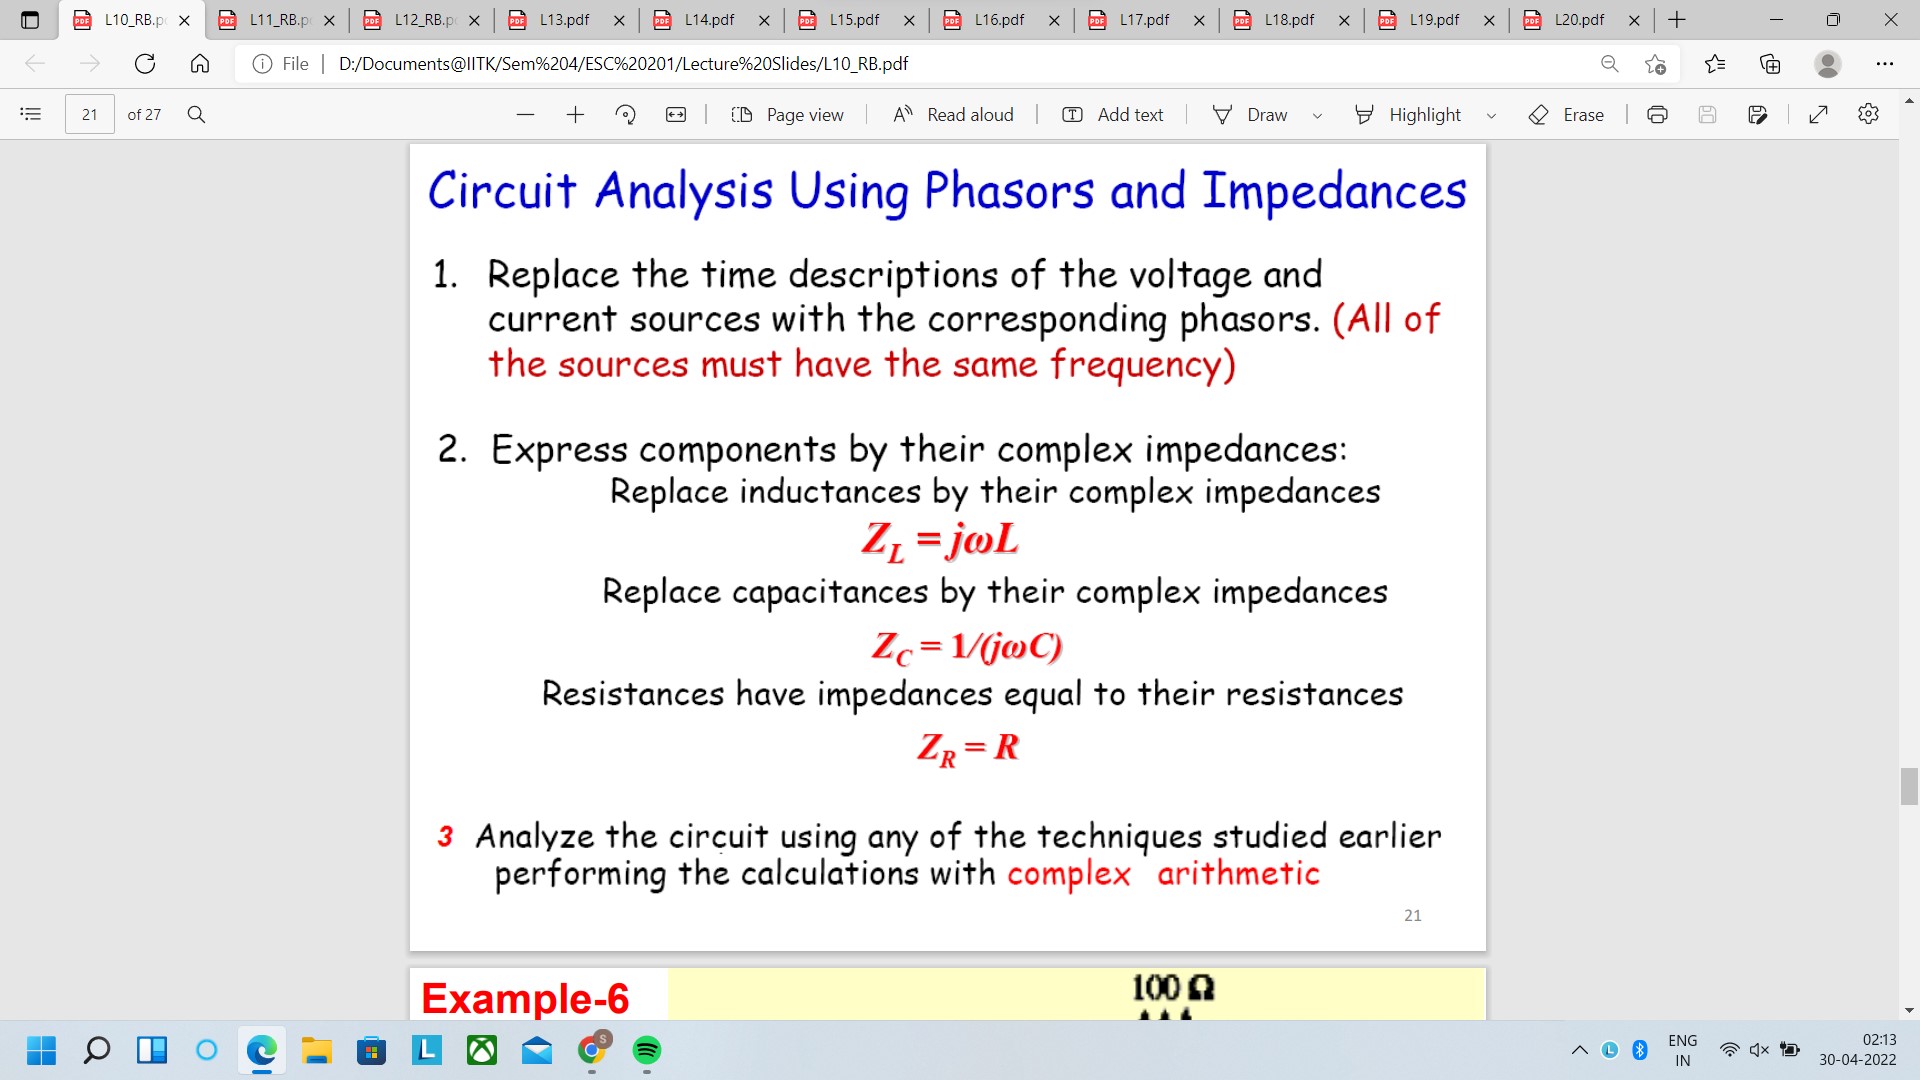 L10_RB.p
L11_RB.p
L12_RB.p
L13.pdf
L14.pdf
L15.pdf
L16.pdf
L17.pdf
L18.pdf
L19.pdf
L20.pdf
File
D:/Documents@IITK/Sem%204/ESC%20201/Lecture%20Slides/L10_RB.pdf
21 of 27
Page view
Read aloud
Add text
Draw
Highlight
Erase
Circuit Analysis Using Phasors and Impedances
1. Replace the time descriptions of the voltage and
current sources with the corresponding phasors. (All of
the sources must have the same frequency)
2. Express components by their complex impedances:
Replace inductances by their complex impedances
Z_L = jωL
Replace capacitances by their complex impedances
Z_C = 1/(jωC)
Resistances have impedances equal to their resistances
Z_R = R
3 Analyze the circuit using any of the techniques studied earlier
performing the calculations with complex arithmetic
21
Example-6
100 Ω
ENG
IN
02:13
30-04-2022